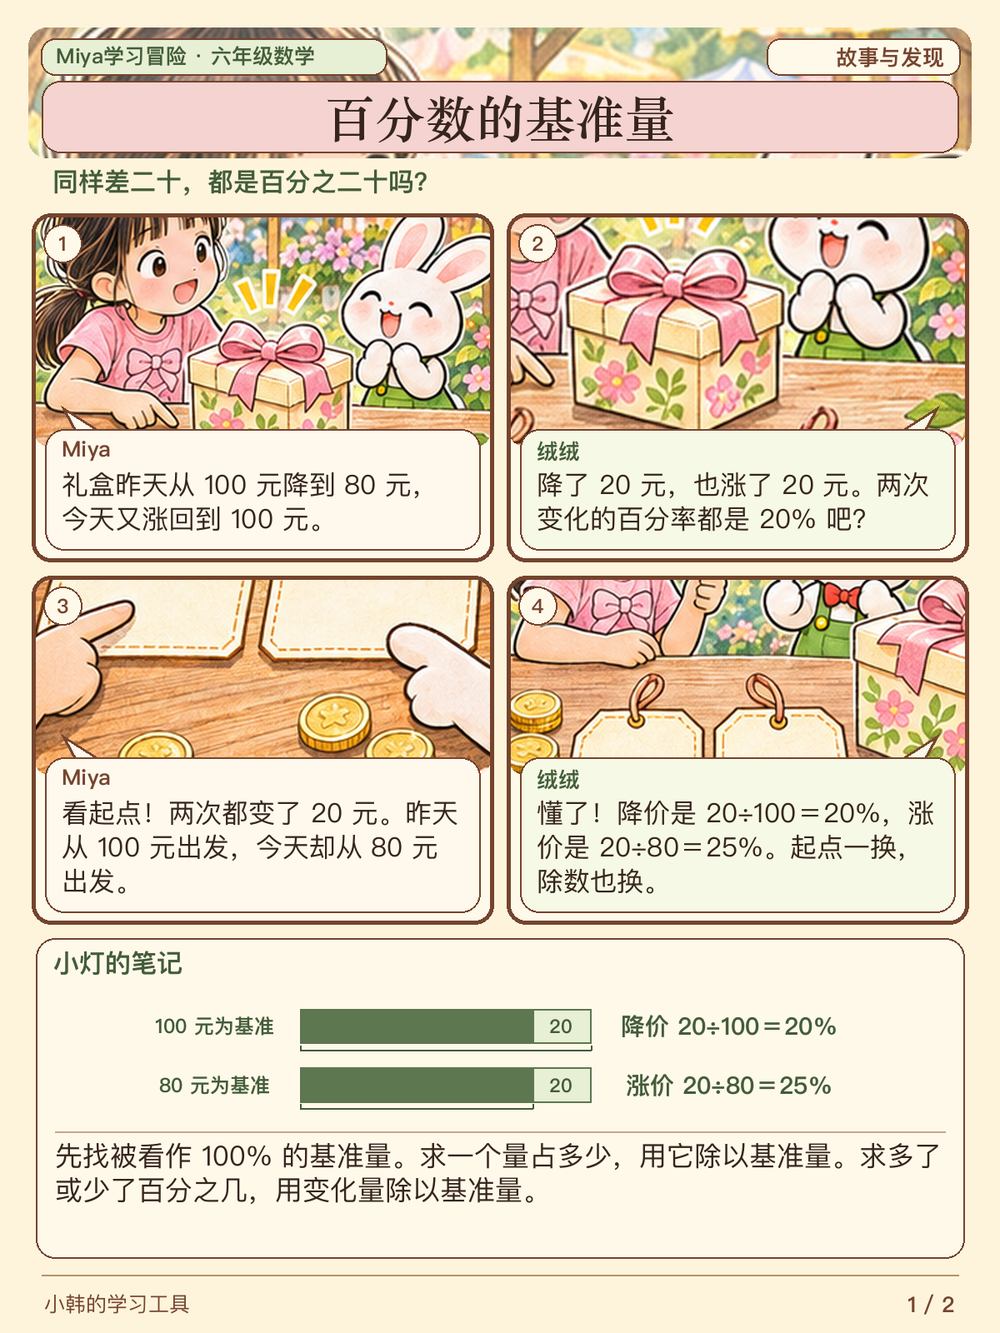 Miya学习冒险 · 六年级数学
故事与发现
百分数的基准量
同样差二十，都是百分之二十吗？
1
Miya
礼盒昨天从 100 元降到 80 元，
今天又涨回到 100 元。
2
绒绒
降了 20 元，也涨了 20 元。两次
变化的百分率都是 20% 吧？
3
Miya
看起点！两次都变了 20 元。昨天
从 100 元出发，今天却从 80 元
出发。
4
绒绒
懂了！降价是 20÷100＝20%，涨
价是 20÷80＝25%。起点一换，
除数也换。
小灯的笔记
100 元为基准 20 降价 20÷100＝20%
80 元为基准 20 涨价 20÷80＝25%
先找被看作 100% 的基准量。求一个量占多少，用它除以基准量。求多了
或少了百分之几，用变化量除以基准量。
小韩的学习工具
1 / 2